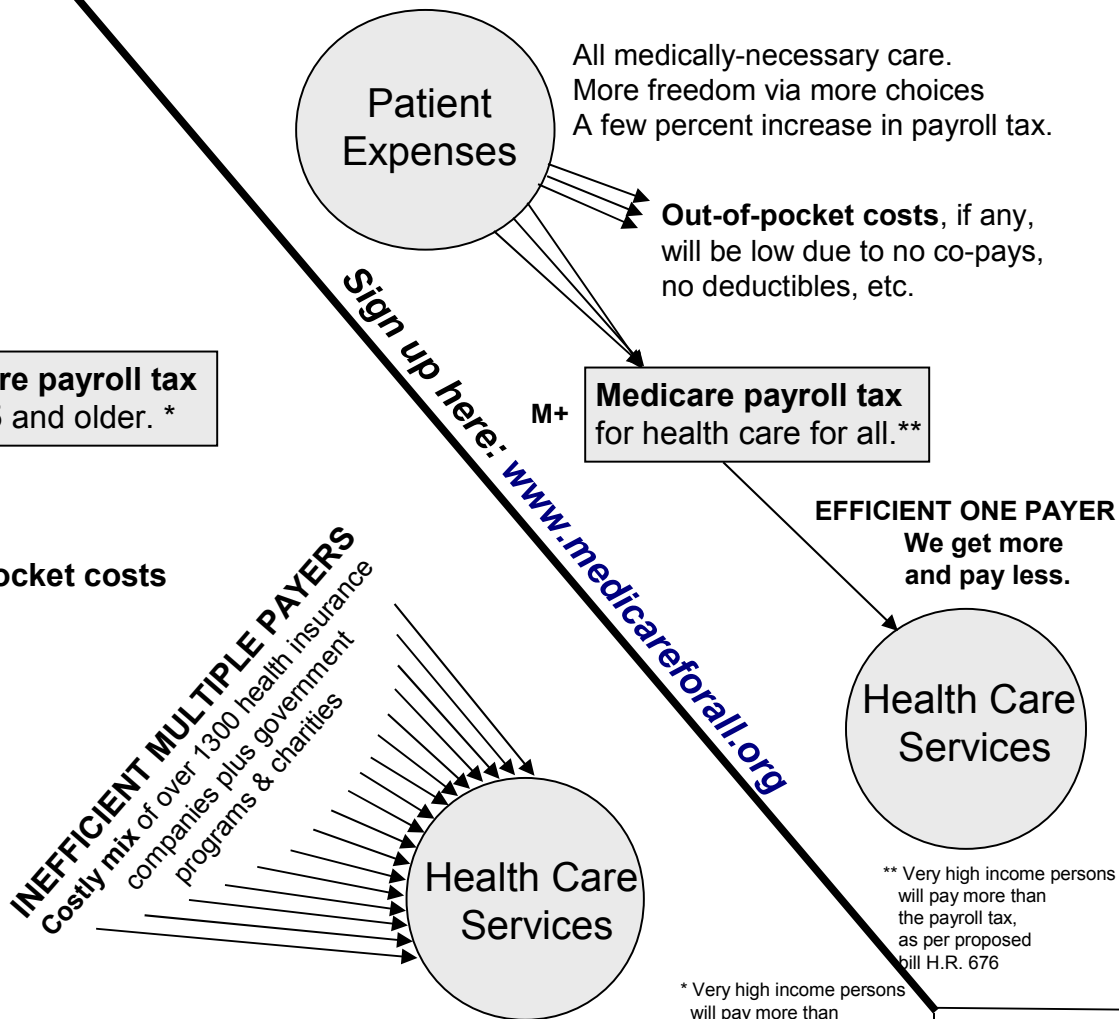 Patient
Expenses
All medically-necessary care.
More freedom via more choices
A few percent increase in payroll tax.
Out-of-pocket costs, if any,
will be low due to no co-pays,
no deductibles, etc.
Sign up here: www.medicareforall.org
re payroll tax
and older. *
M+
Medicare payroll tax
for health care for all.**
EFFICIENT ONE PAYER
We get more
and pay less.
Health Care
Services
** Very high income persons
will pay more than
the payroll tax,
as per proposed
bill H.R. 676
ocket costs
INEFFICIENT MULTIPLE PAYERS
Costly mix of over 1300 health insurance
companies plus government
programs & charities
Health Care
Services
* Very high income persons
will pay more than